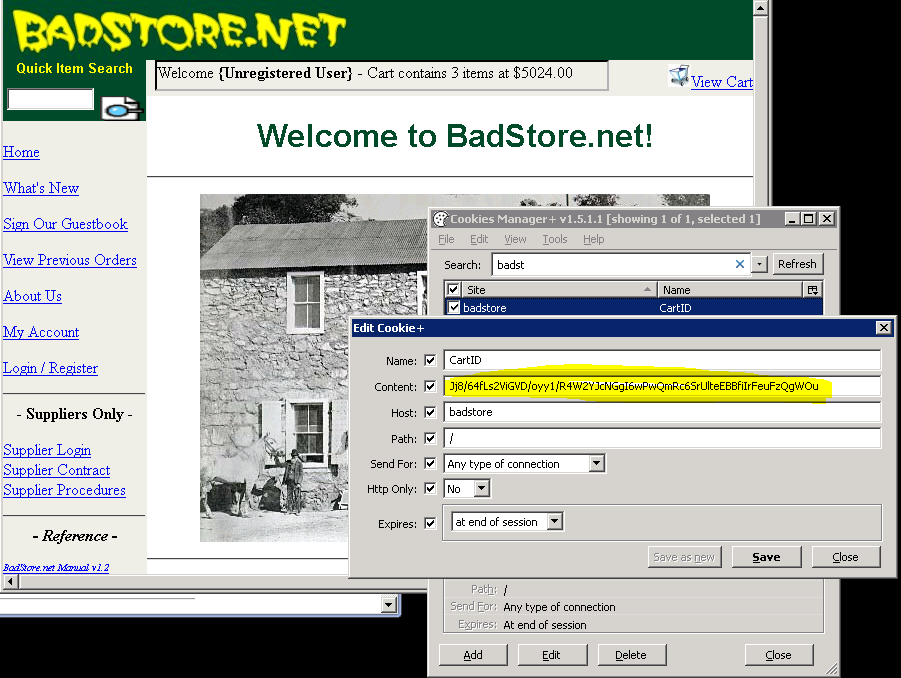 BADSTORE.NET
Quick Item Search
Welcome {Unregistered User} - Cart contains 3 items at $5024.00
View Cart
Welcome to BadStore.net!
Home
What's New
Sign Our Guestbook
View Previous Orders
About Us
My Account
Login / Register
- Suppliers Only -
Supplier Login
Supplier Contract
Supplier Procedures
- Reference -
BadStore.net Manual v1.2
Cookies Manager+ v1.5.1.1 [showing 1 of 1, selected 1]
File Edit View Tools Help
Search: badst Refresh
Site Name
badstore CartID
Edit Cookie+
Name: CartID
Content: Jj8/64fLs2ViGVD/oyy1/R4W2YJcNGgI6wPwQmRc6SrUlteEBBfiIrFeuFzQgWOu
Host: badstore
Path: /
Send For: Any type of connection
Http Only: No
Expires: at end of session
Save as new Save Close
Path: /
Send For: Any type of connection
Expires: At end of session
Add Edit Delete Close